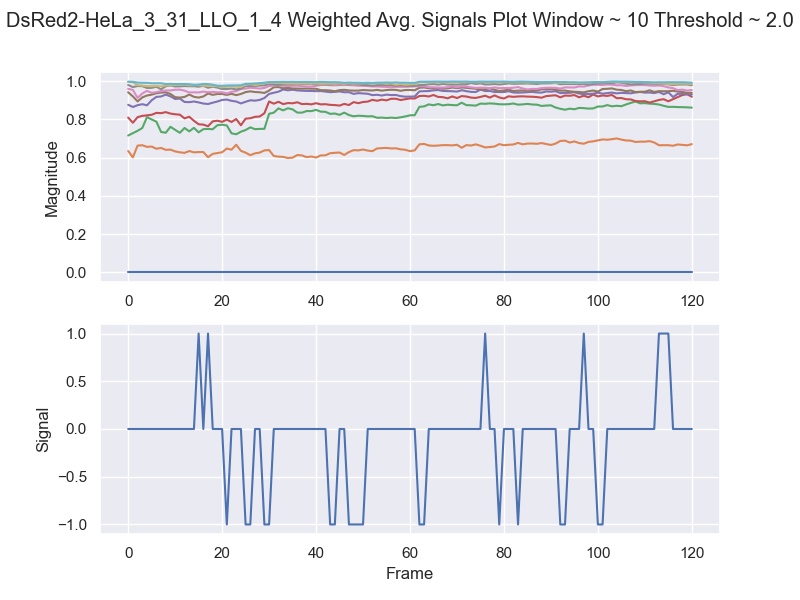 DsRed2-HeLa_3_31_LLO_1_4 Weighted Avg. Signals Plot Window ~ 10 Threshold ~ 2.0
1.0
0.8
0.6
0.4
0.2
0.0
Magnitude
0 20 40 60 80 100 120
1.0
0.5
0.0
−0.5
−1.0
Signal
0 20 40 60 80 100 120
Frame